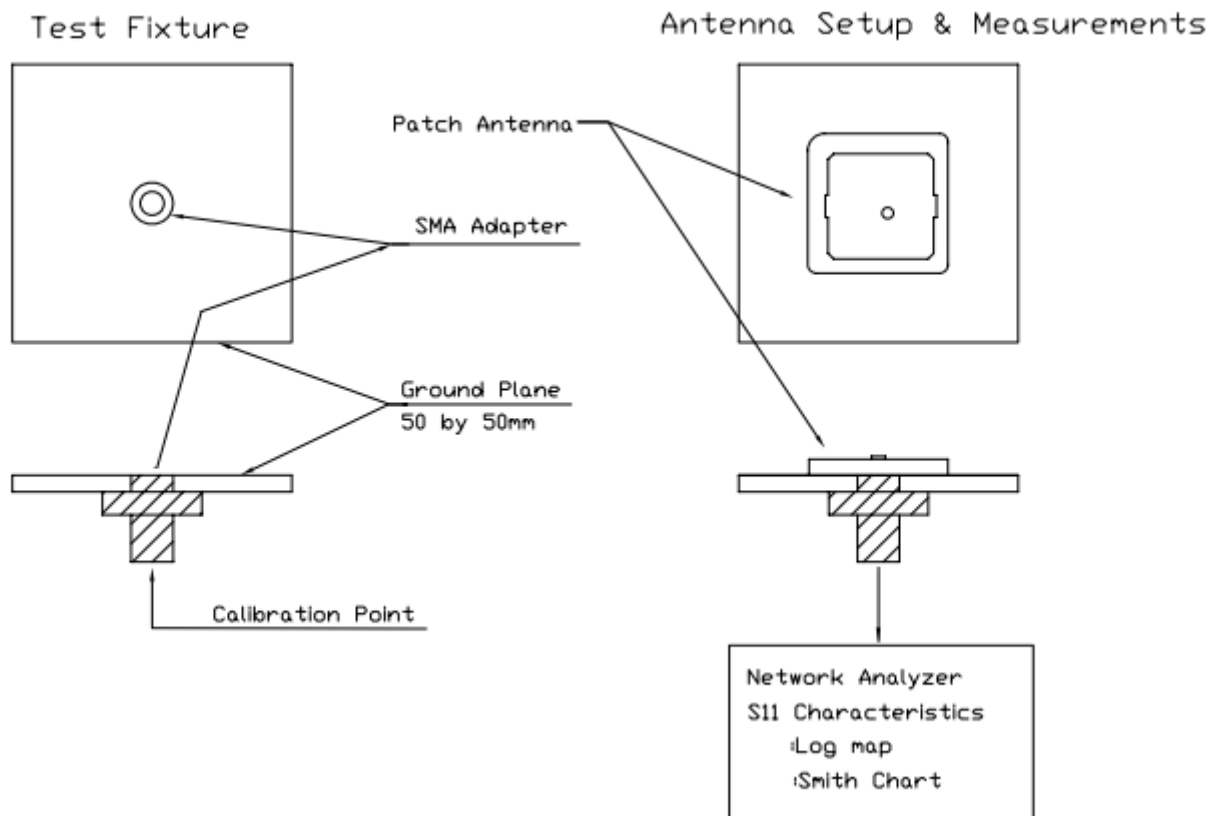 Test Fixture
Antenna Setup & Measurements
Patch Antenna
SMA Adapter
Ground Plane
50 by 50mm
Calibration Point
Network Analyzer
S11 Characteristics
:Log map
:Smith Chart